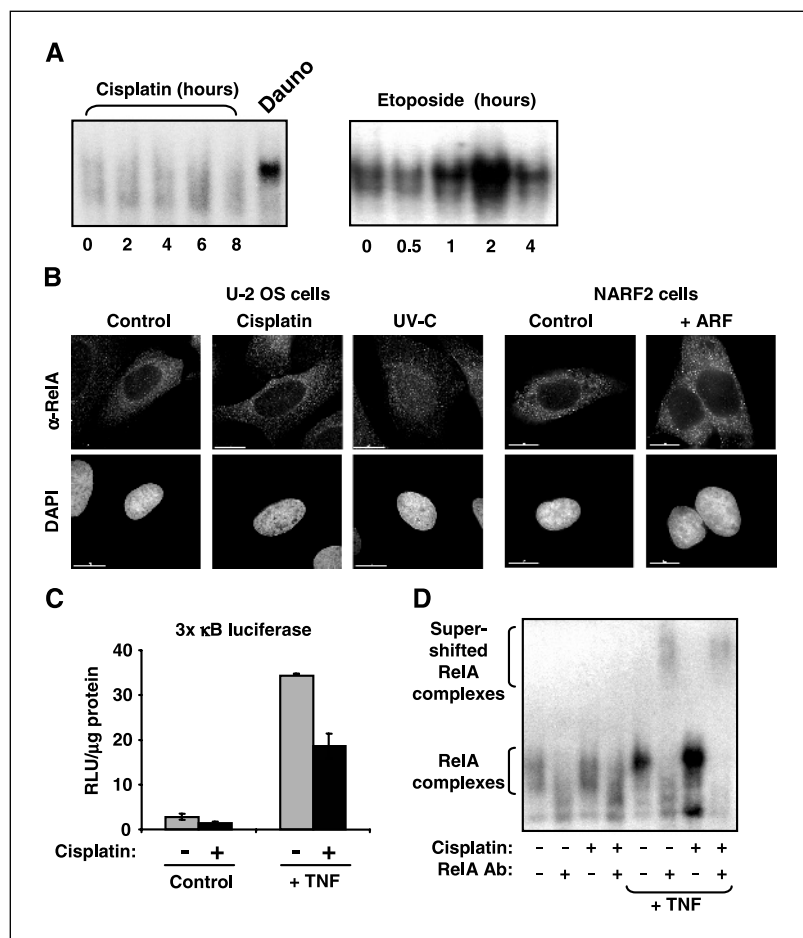 A
Cisplatin (hours)
Dauno
0 2 4 6 8
Etoposide (hours)
0 0.5 1 2 4
B
U-2 OS cells
NARF2 cells
Control Cisplatin UV-C Control + ARF
α-RelA
DAPI
C
3x κB luciferase
RLU/μg protein
40
30
20
10
0
Cisplatin: - + - +
Control + TNF
D
Super-
shifted
RelA
complexes
RelA
complexes
Cisplatin: - - + + - - + +
RelA Ab: - + - + - + - +
+ TNF